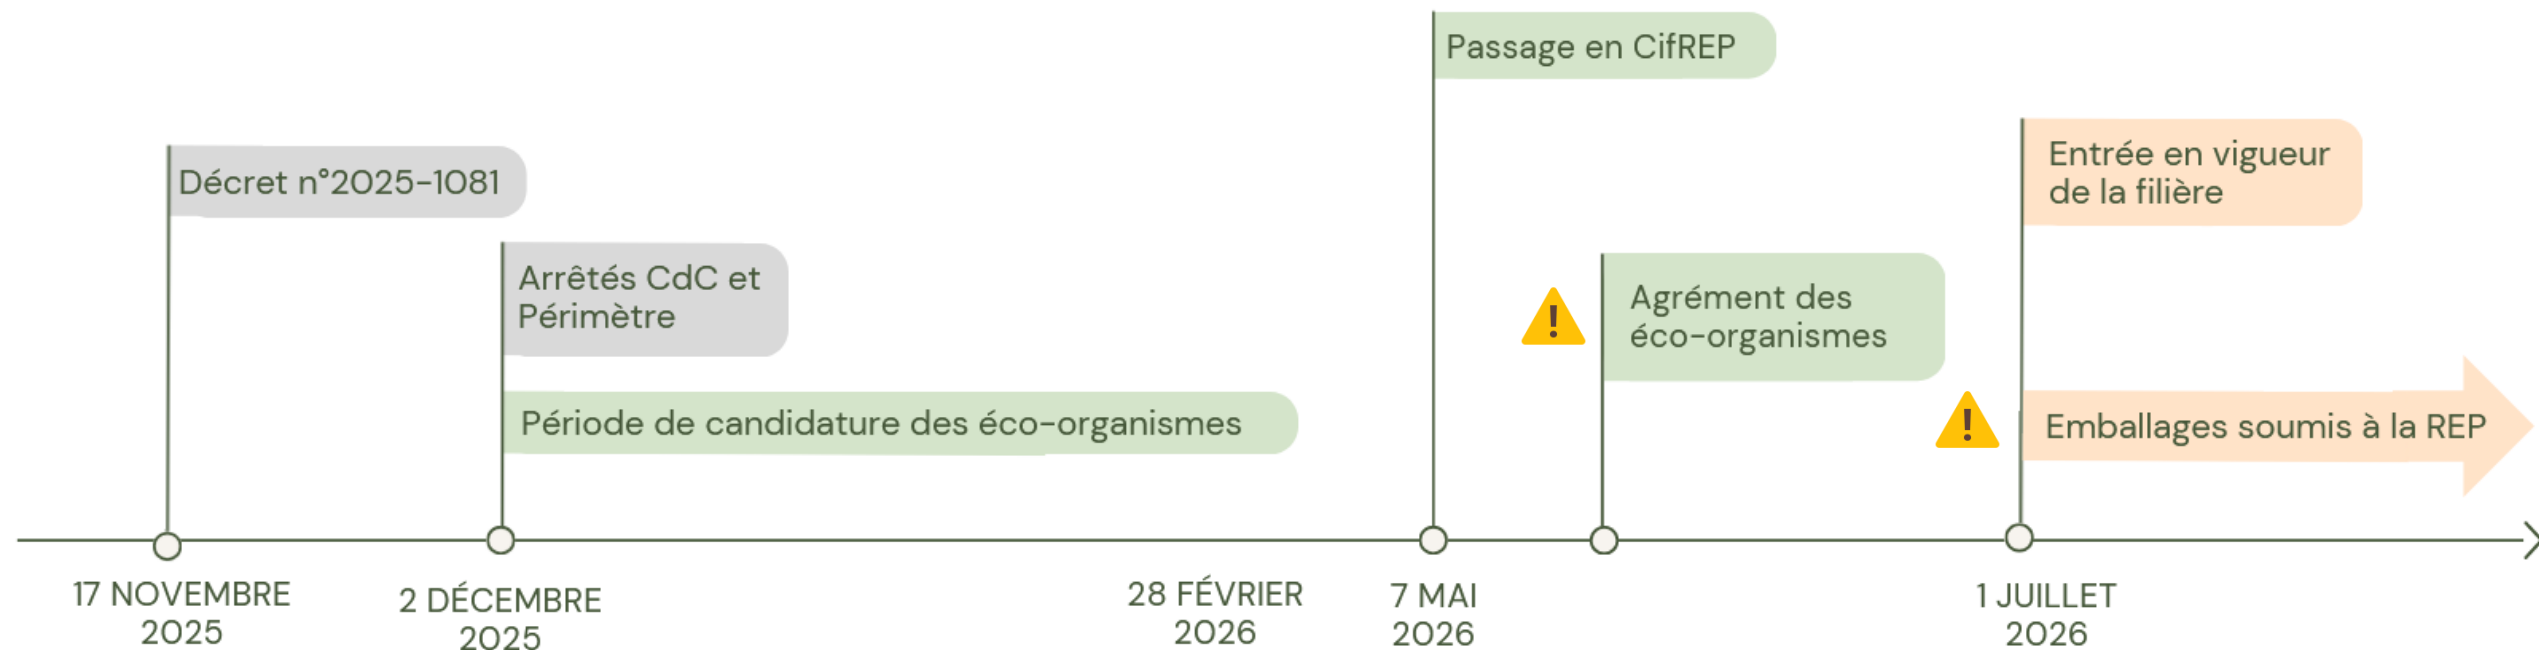 Passage en CifREP
Entrée en vigueur
de la filière
Décret n°2025-1081
Arrêtés CdC et
Périmètre
Agrément des
éco-organismes
Période de candidature des éco-organismes
Emballages soumis à la REP
17 NOVEMBRE
2025
2 DÉCEMBRE
2025
28 FÉVRIER
2026
7 MAI
2026
1 JUILLET
2026